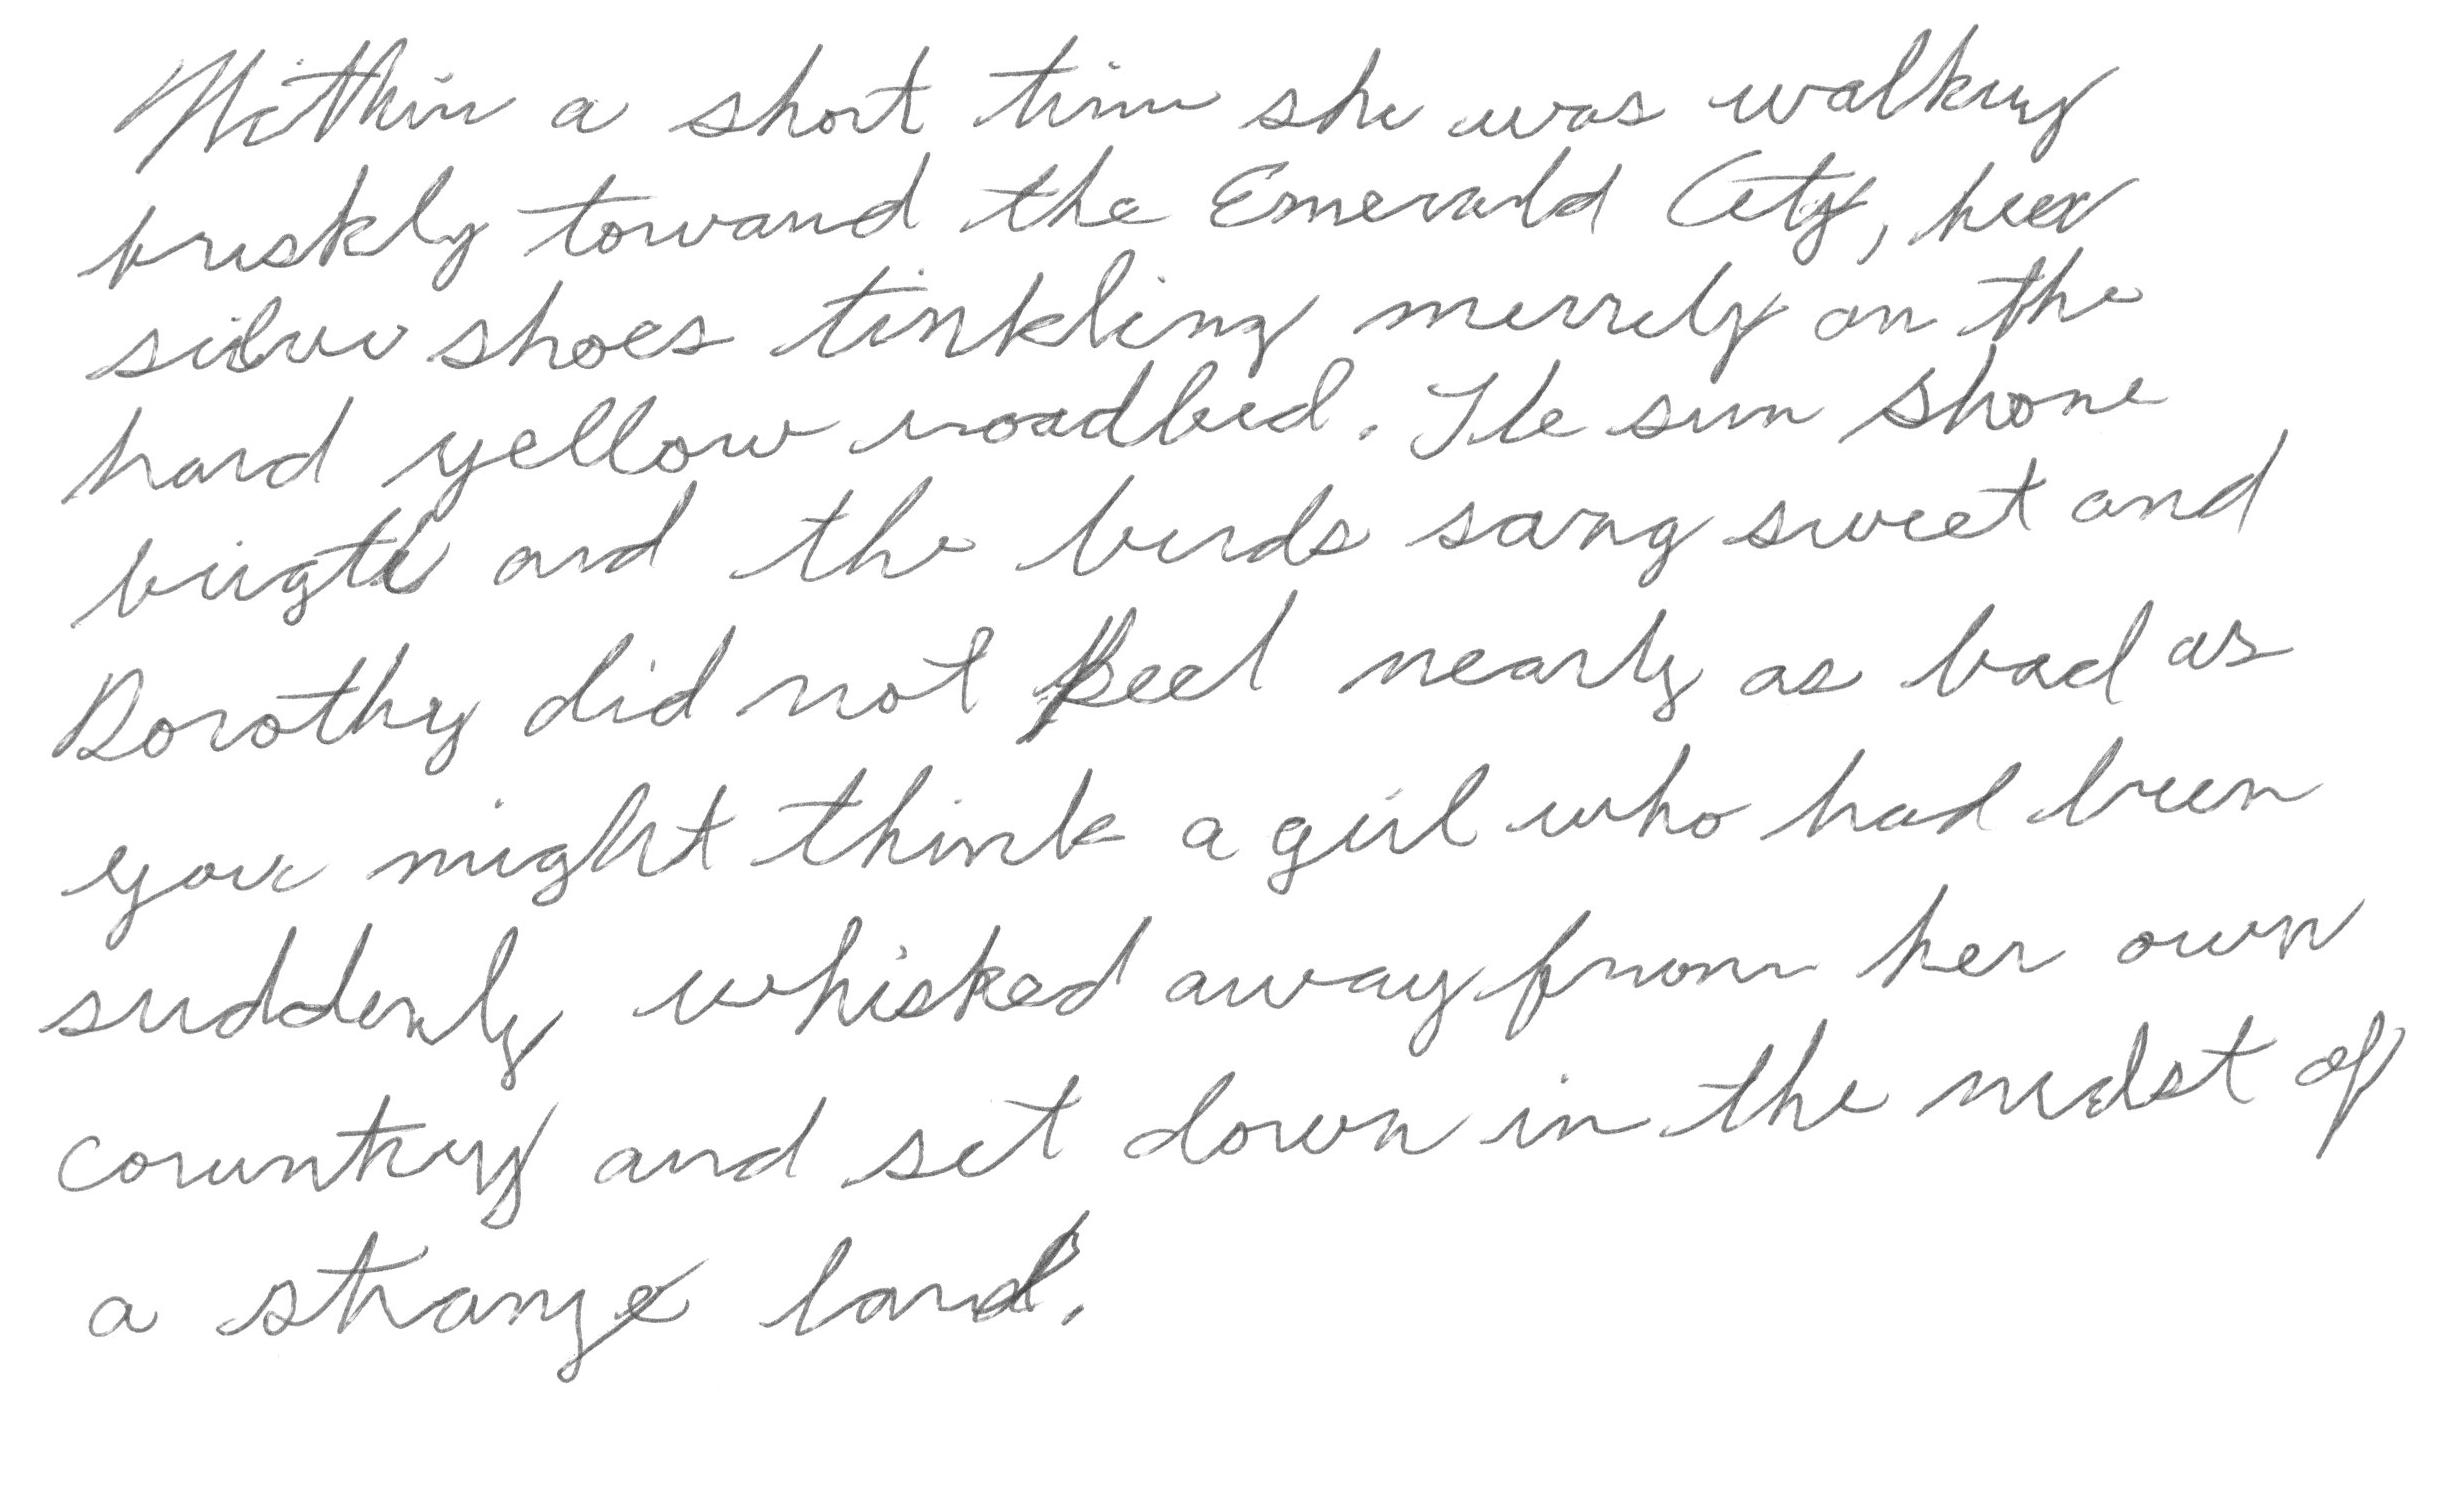 Within a short time she was walking
briskly toward the Emerald City, her
silver shoes tinkling merrily on the
hard yellow roadbed. The sun shone
bright and the birds sang sweet and
Dorothy did not feel nearly as bad as
you might think a girl who had been
suddenly whisked away from her own
country and set down in the midst of
a strange land.